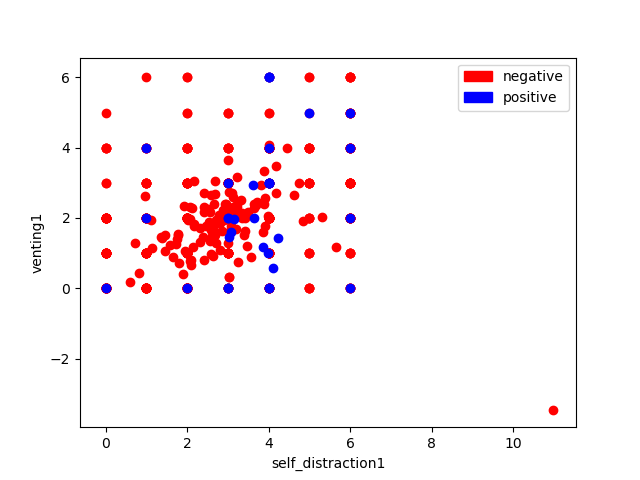 negative
positive
6
4
2
0
−2
venting1
0 2 4 6 8 10
self_distraction1